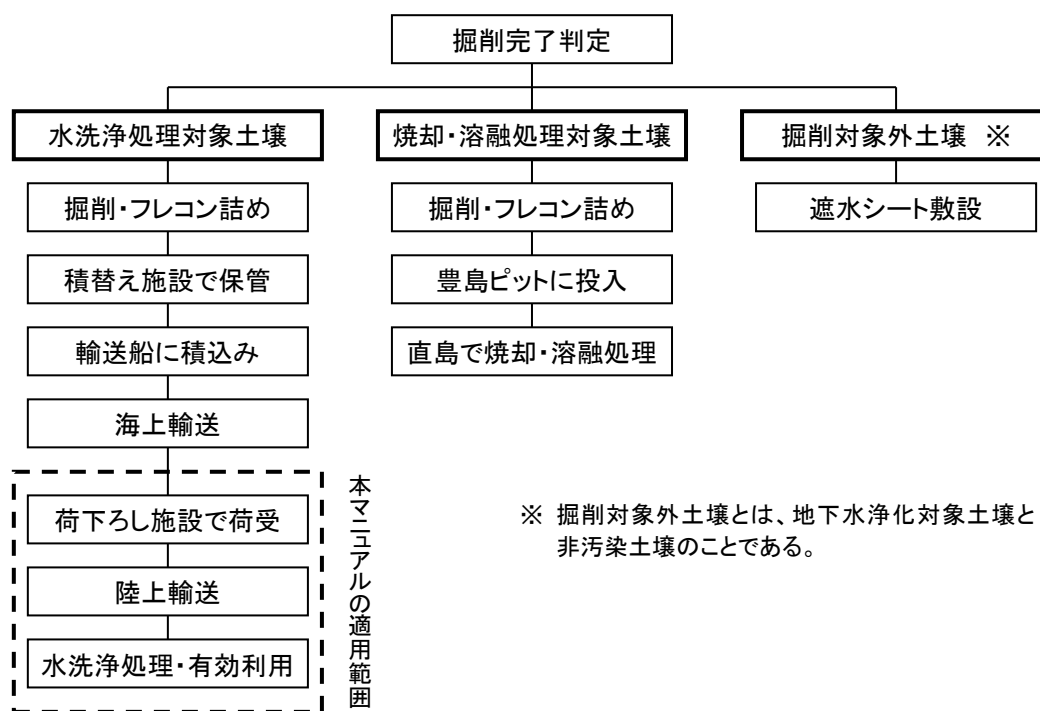 掘削完了判定
水洗浄処理対象土壌
焼却・溶融処理対象土壌
掘削対象外土壌 ※
掘削・フレコン詰め
掘削・フレコン詰め
遮水シート敷設
積替え施設で保管
豊島ピットに投入
輸送船に積込み
直島で焼却・溶融処理
海上輸送
荷下ろし施設で荷受
陸上輸送
水洗浄処理・有効利用
本マニュアルの適用範囲
※ 掘削対象外土壌とは、地下水浄化対象土壌と
非汚染土壌のことである。